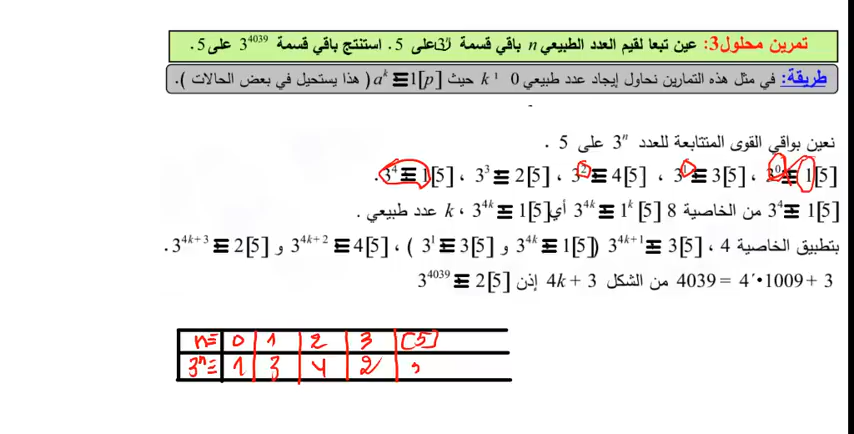 تمرين محلول3: عين تبعا لقيم العدد الطبيعي n باقي قسمة 3ⁿ على 5. استنتج باقي قسمة 3⁴⁰³⁹ على 5.
طريقة: في مثل هذه التمارين نحاول إيجاد عدد طبيعي k ¹ 0 حيث aᵏ ≡ 1[p] ( هذا يستحيل في بعض الحالات ).
نعين بواقي القوى المتتابعة للعدد 3ⁿ على 5 .
3⁰ ≡ 1[5] ، 3¹ ≡ 3[5] ، 3² ≡ 4[5] ، 3³ ≡ 2[5] ، 3⁴ ≡ 1[5] .
3⁴ ≡ 1[5] من الخاصية 8 3⁴ᵏ ≡ 1ᵏ [5] أي 3⁴ᵏ ≡ 1[5] ، k عدد طبيعي .
بتطبيق الخاصية 4 ، 3⁴ᵏ⁺¹ ≡ 3[5] (3⁴ᵏ ≡ 1[5] و 3¹ ≡ 3[5] ) ، 3⁴ᵏ⁺² ≡ 4[5] و 3⁴ᵏ⁺³ ≡ 2[5] .
4039 = 4´•1009 + 3 من الشكل 4k + 3 إذن 3⁴⁰³⁹ ≡ 2[5]
n≡ 0 1 2 3 [5]
3ⁿ≡ 1 3 4 2